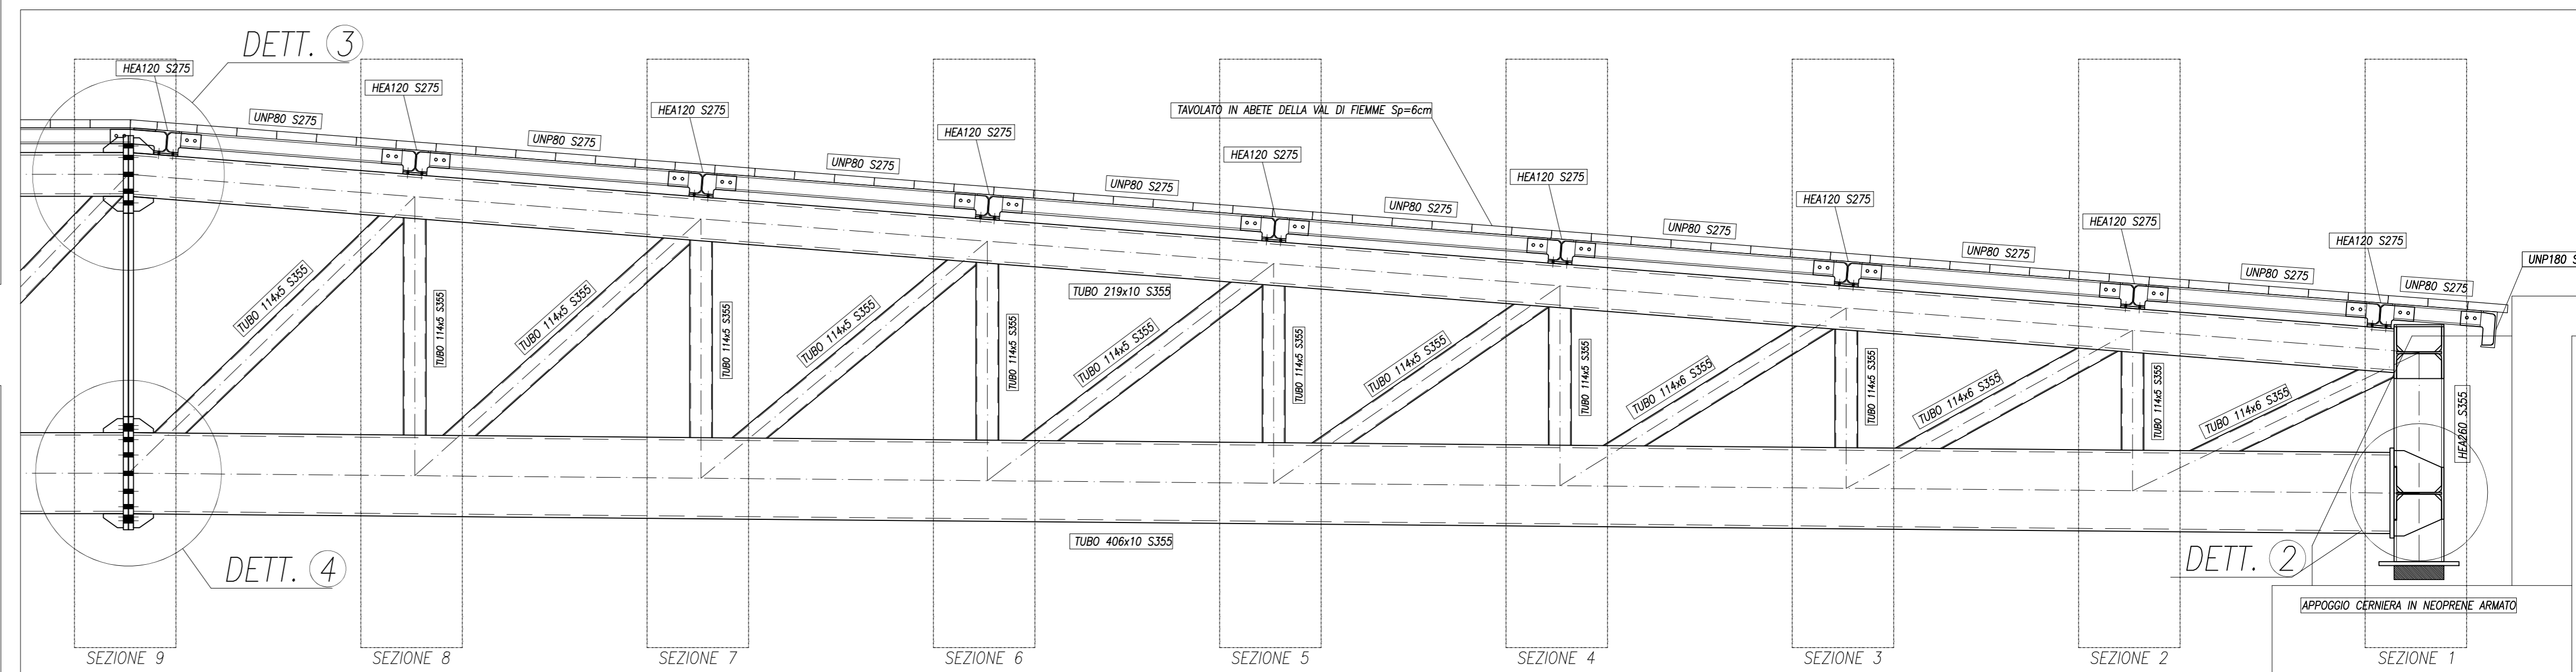 DETT. 3
HEA120 S275
HEA120 S275
HEA120 S275
HEA120 S275
HEA120 S275
HEA120 S275
HEA120 S275
HEA120 S275
HEA120 S275
TAVOLATO IN ABETE DELLA VAL DI FIEMME Sp=6cm
UNP80 S275
UNP80 S275
UNP80 S275
UNP80 S275
UNP80 S275
UNP80 S275
UNP80 S275
UNP80 S275
UNP80 S275
UNP180 S
TUBO 219x10 S355
TUBO 114x5 S355
TUBO 114x5 S355
TUBO 114x5 S355
TUBO 114x5 S355
TUBO 114x5 S355
TUBO 114x5 S355
TUBO 114x5 S355
TUBO 114x5 S355
TUBO 114x5 S355
TUBO 114x5 S355
TUBO 114x6 S355
TUBO 114x5 S355
TUBO 114x6 S355
TUBO 114x5 S355
TUBO 114x6 S355
HEA260 S355
TUBO 406x10 S355
DETT. 4
DETT. 2
APPOGGIO CERNIERA IN NEOPRENE ARMATO
SEZIONE 9
SEZIONE 8
SEZIONE 7
SEZIONE 6
SEZIONE 5
SEZIONE 4
SEZIONE 3
SEZIONE 2
SEZIONE 1